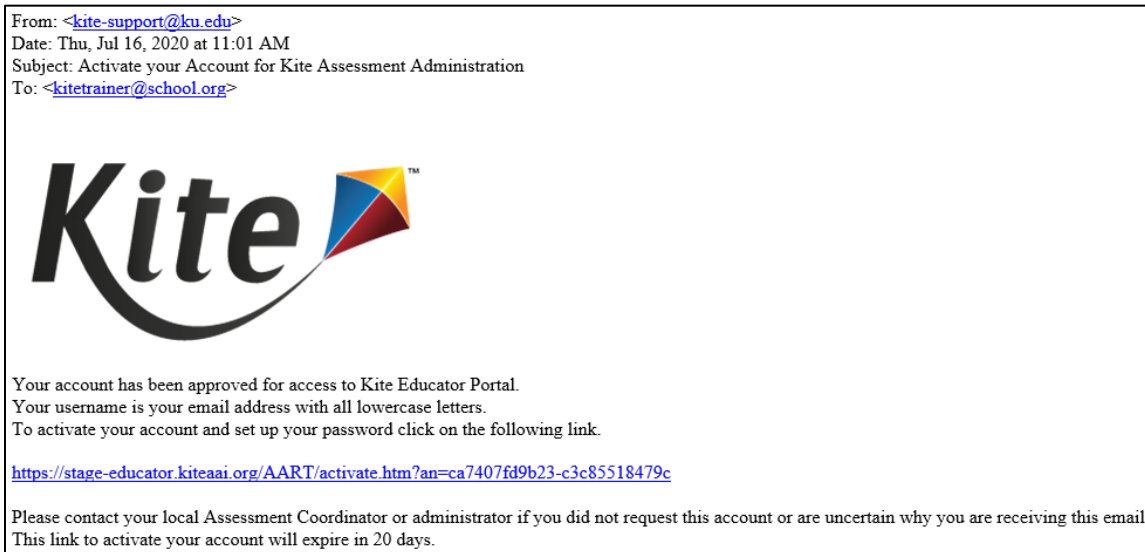 From: <kite-support@ku.edu>
Date: Thu, Jul 16, 2020 at 11:01 AM
Subject: Activate your Account for Kite Assessment Administration
To: <kitetrainer@school.org>
Kite™
Your account has been approved for access to Kite Educator Portal.
Your username is your email address with all lowercase letters.
To activate your account and set up your password click on the following link.
https://stage-educator.kiteaai.org/AART/activate.htm?an=ca7407fd9b23-c3c85518479c
Please contact your local Assessment Coordinator or administrator if you did not request this account or are uncertain why you are receiving this email
This link to activate your account will expire in 20 days.